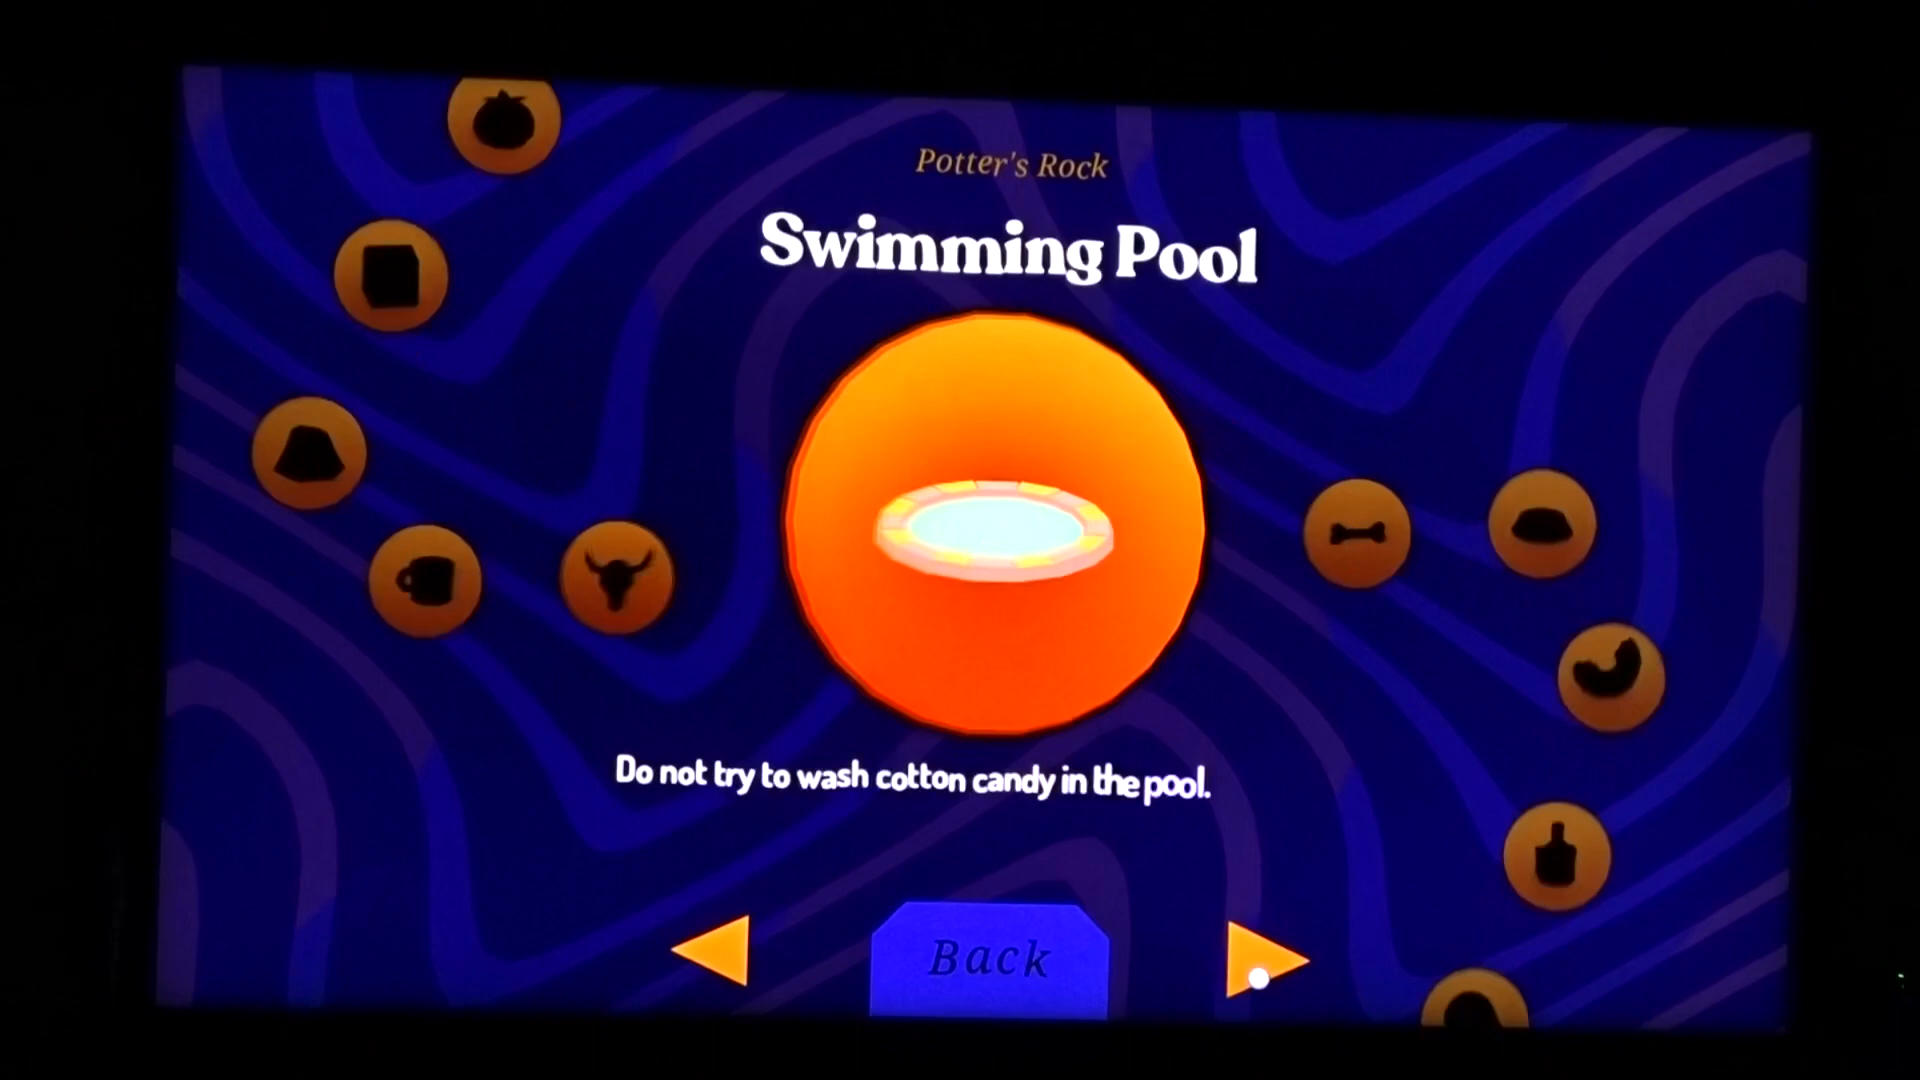 Potter's Rock
Swimming Pool
Do not try to wash cotton candy in the pool.
Back